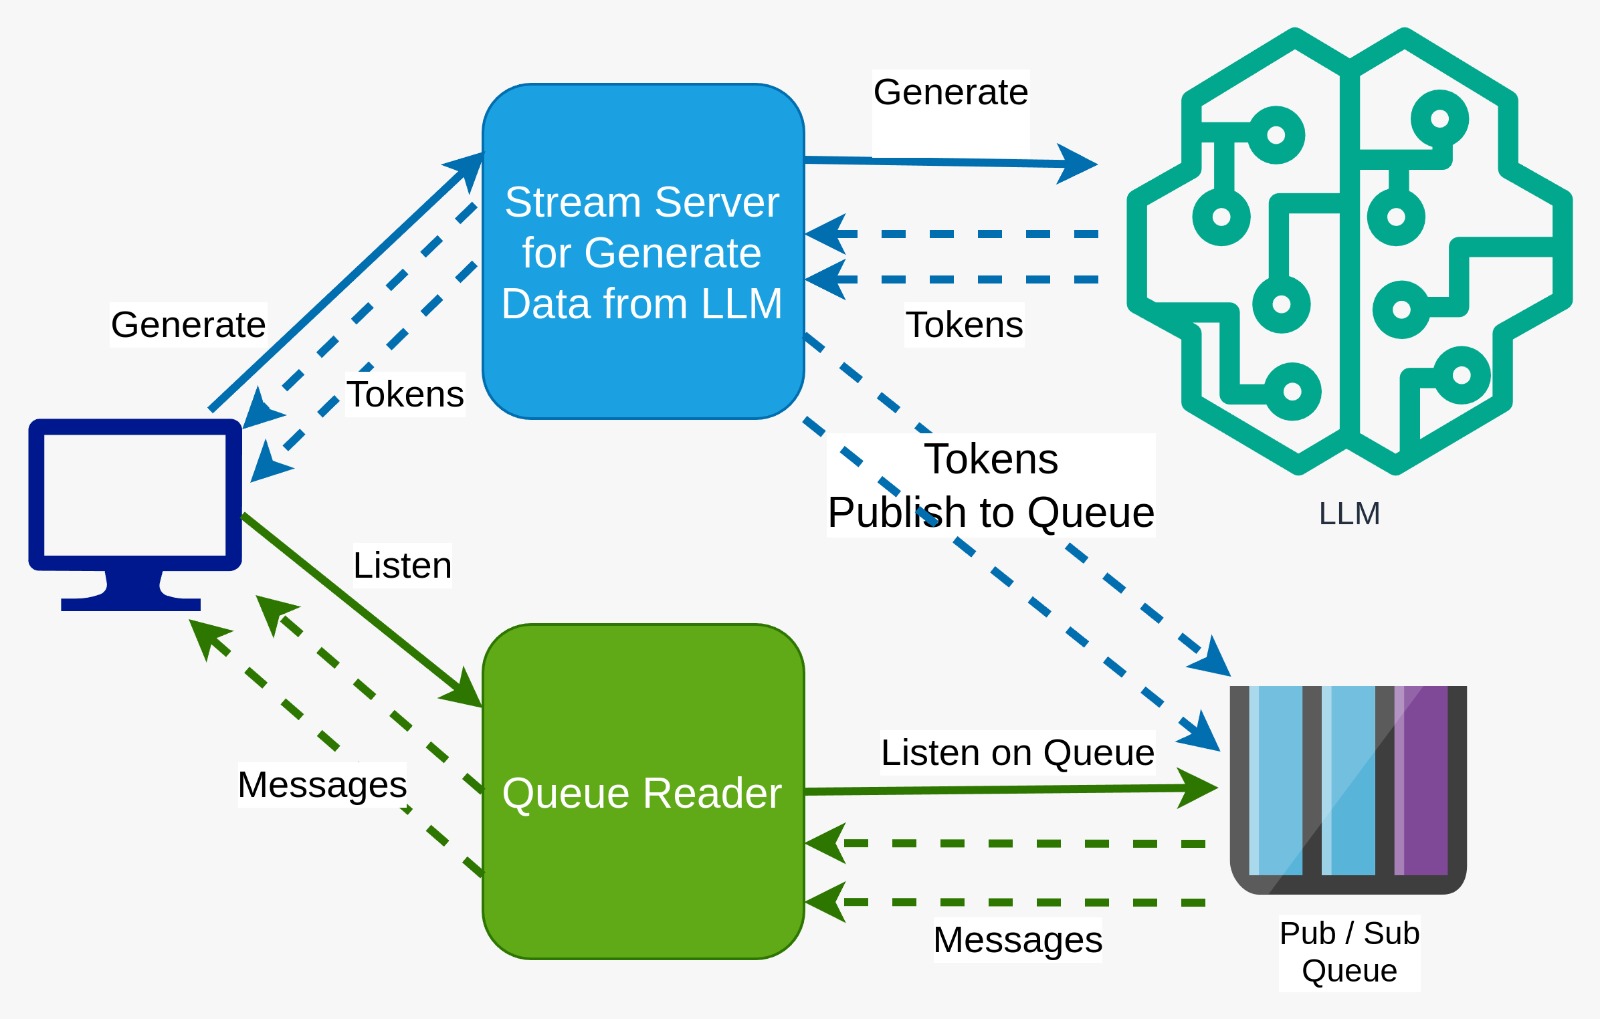 Generate
Stream Server
for Generate
Data from LLM
Generate
Tokens
Tokens
Tokens
Publish to Queue
LLM
Listen
Queue Reader
Listen on Queue
Messages
Messages
Pub / Sub
Queue